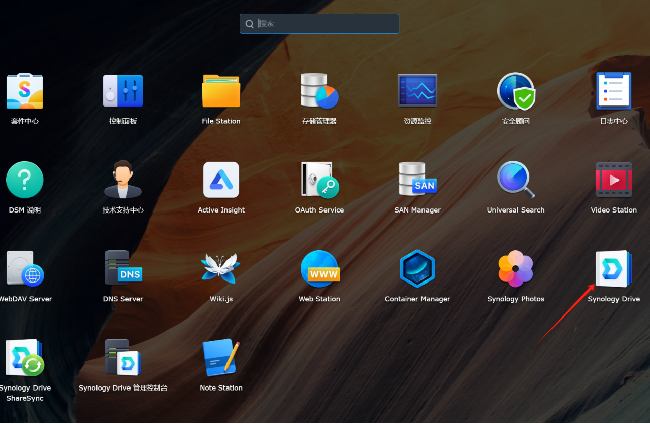 搜索
套件中心
控制面板
File Station
存储管理器
资源监控
安全顾问
日志中心
DSM 说明
技术支持中心
Active Insight
OAuth Service
SAN
SAN Manager
Universal Search
Video Station
WebDAV Server
DNS
DNS Server
Wiki.js
WWW
Web Station
Container Manager
Synology Photos
Synology Drive
Synology Drive
ShareSync
Synology Drive 管理控制台
Note Station